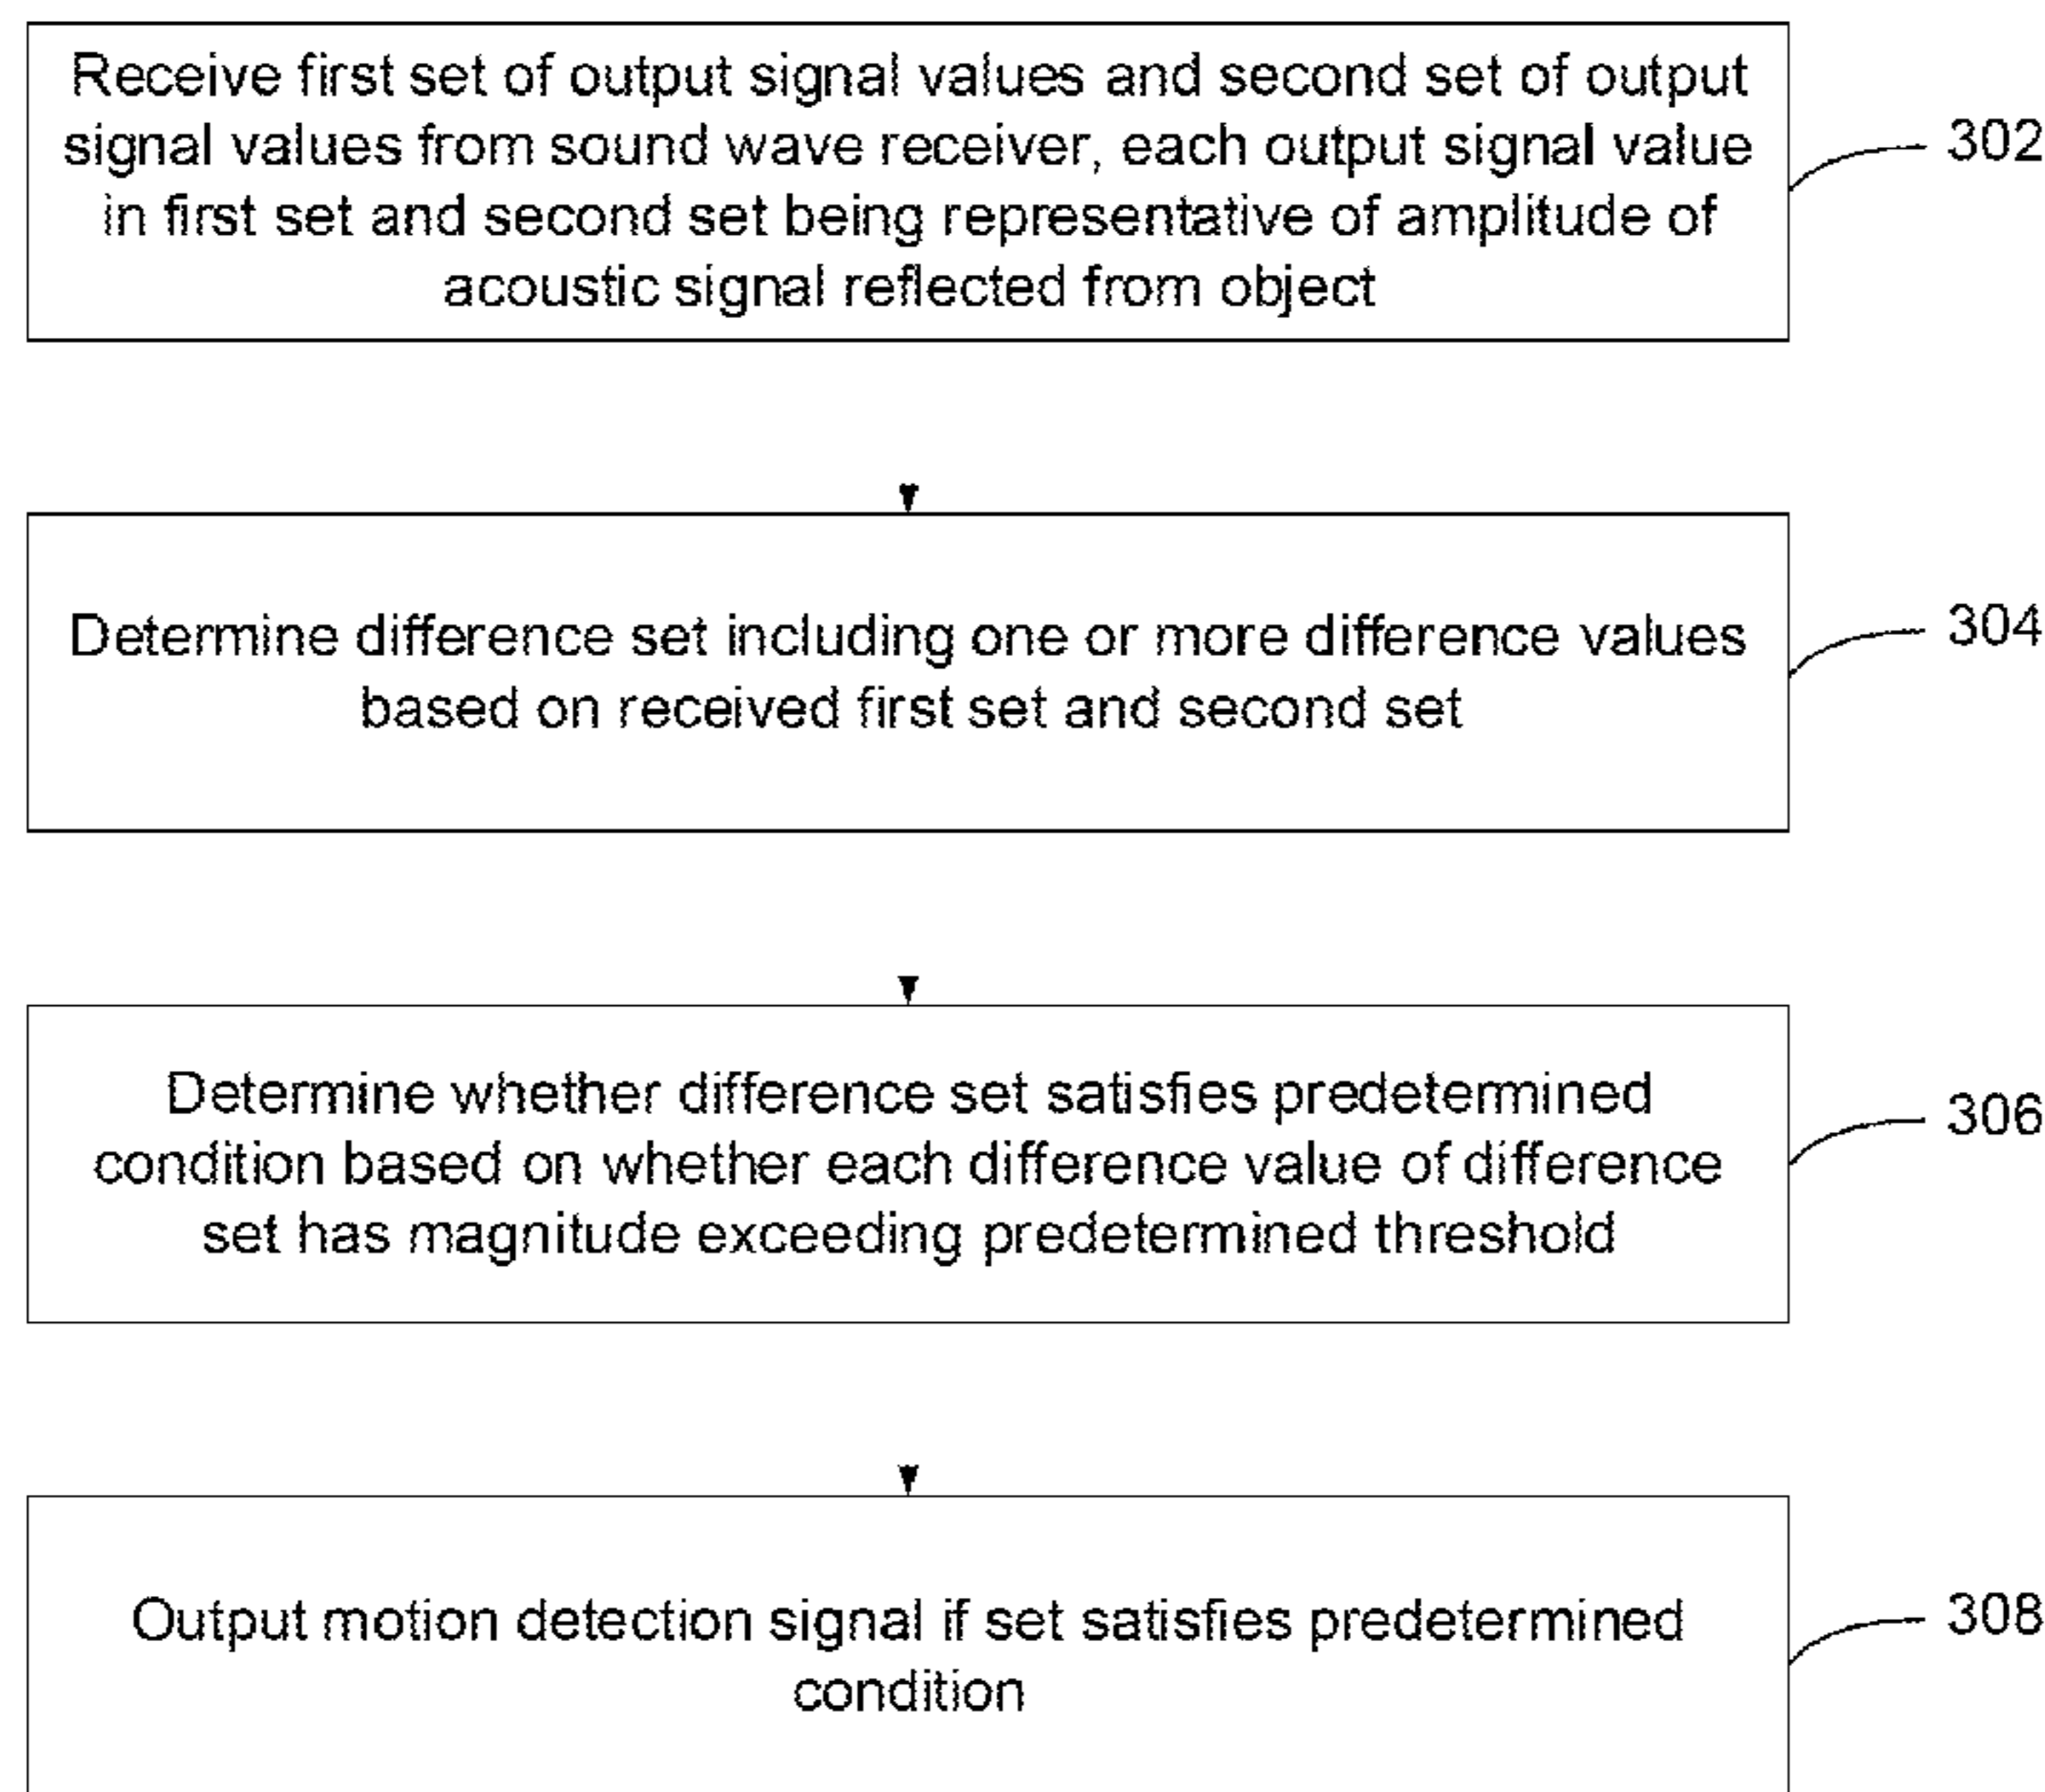 Receive first set of output signal values and second set of output
signal values from sound wave receiver, each output signal value
in first set and second set being representative of amplitude of
acoustic signal reflected from object
302
Determine difference set including one or more difference values
based on received first set and second set
304
Determine whether difference set satisfies predetermined
condition based on whether each difference value of difference
set has magnitude exceeding predetermined threshold
306
Output motion detection signal if set satisfies predetermined
condition
308